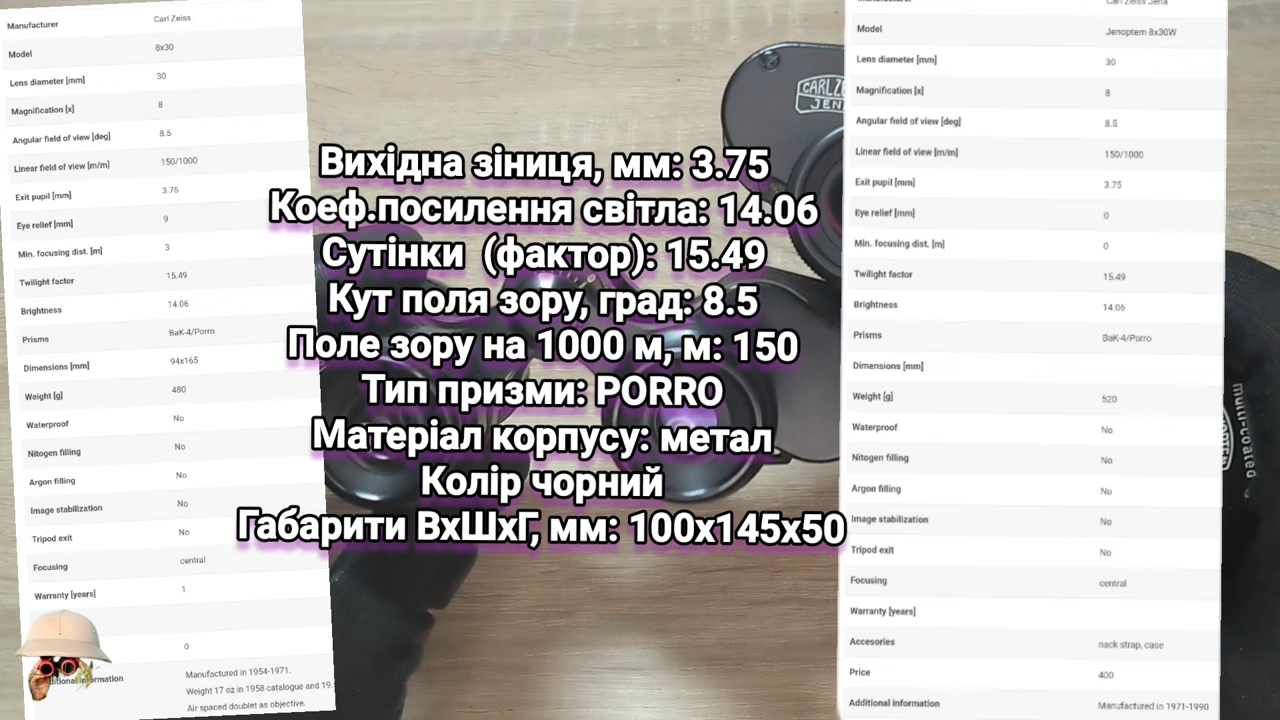 Manufacturer Carl Zeiss
Model 8x30
Lens diameter [mm] 30
Magnification [x] 8
Angular field of view [deg] 8.5
Linear field of view [m/m] 150/1000
Exit pupil [mm] 3.75
Eye relief [mm] 9
Min. focusing dist. [m] 3
Twilight factor 15.49
Brightness 14.06
Prisms BaK-4/Porro
Dimensions [mm] 94x165
Weight [g] 480
Waterproof No
Nitogen filling No
Argon filling No
Image stabilization No
Tripod exit No
Focusing central
Warranty [years] 1
0
Manufactured in 1954-1971.
Weight 17 oz in 1958 catalogue and
Air spaced doublet as objective.
Вихідна зіниця, мм: 3.75
Коеф.посилення світла: 14.06
Сутінки (фактор): 15.49
Кут поля зору, град: 8.5
Поле зору на 1000 м, м: 150
Тип призми: PORRO
Матеріал корпусу: метал
Колір чорний
Габарити ВхШхГ, мм: 100x145x50
Carl Zeiss Jena
Model Jenoptem 8x30W
Lens diameter [mm] 30
Magnification [x] 8
Angular field of view [deg] 8.5
Linear field of view [m/m] 150/1000
Exit pupil [mm] 3.75
Eye relief [mm] 0
Min. focusing dist. [m] 0
Twilight factor 15.49
Brightness 14.06
Prisms BaK-4/Porro
Dimensions [mm]
Weight [g] 520
Waterproof No
Nitogen filling No
Argon filling No
Image stabilization No
Tripod exit No
Focusing central
Warranty [years]
Accesories neck strap, case
Price 400
Additional information Manufactured in 1971-1990
multi-coated